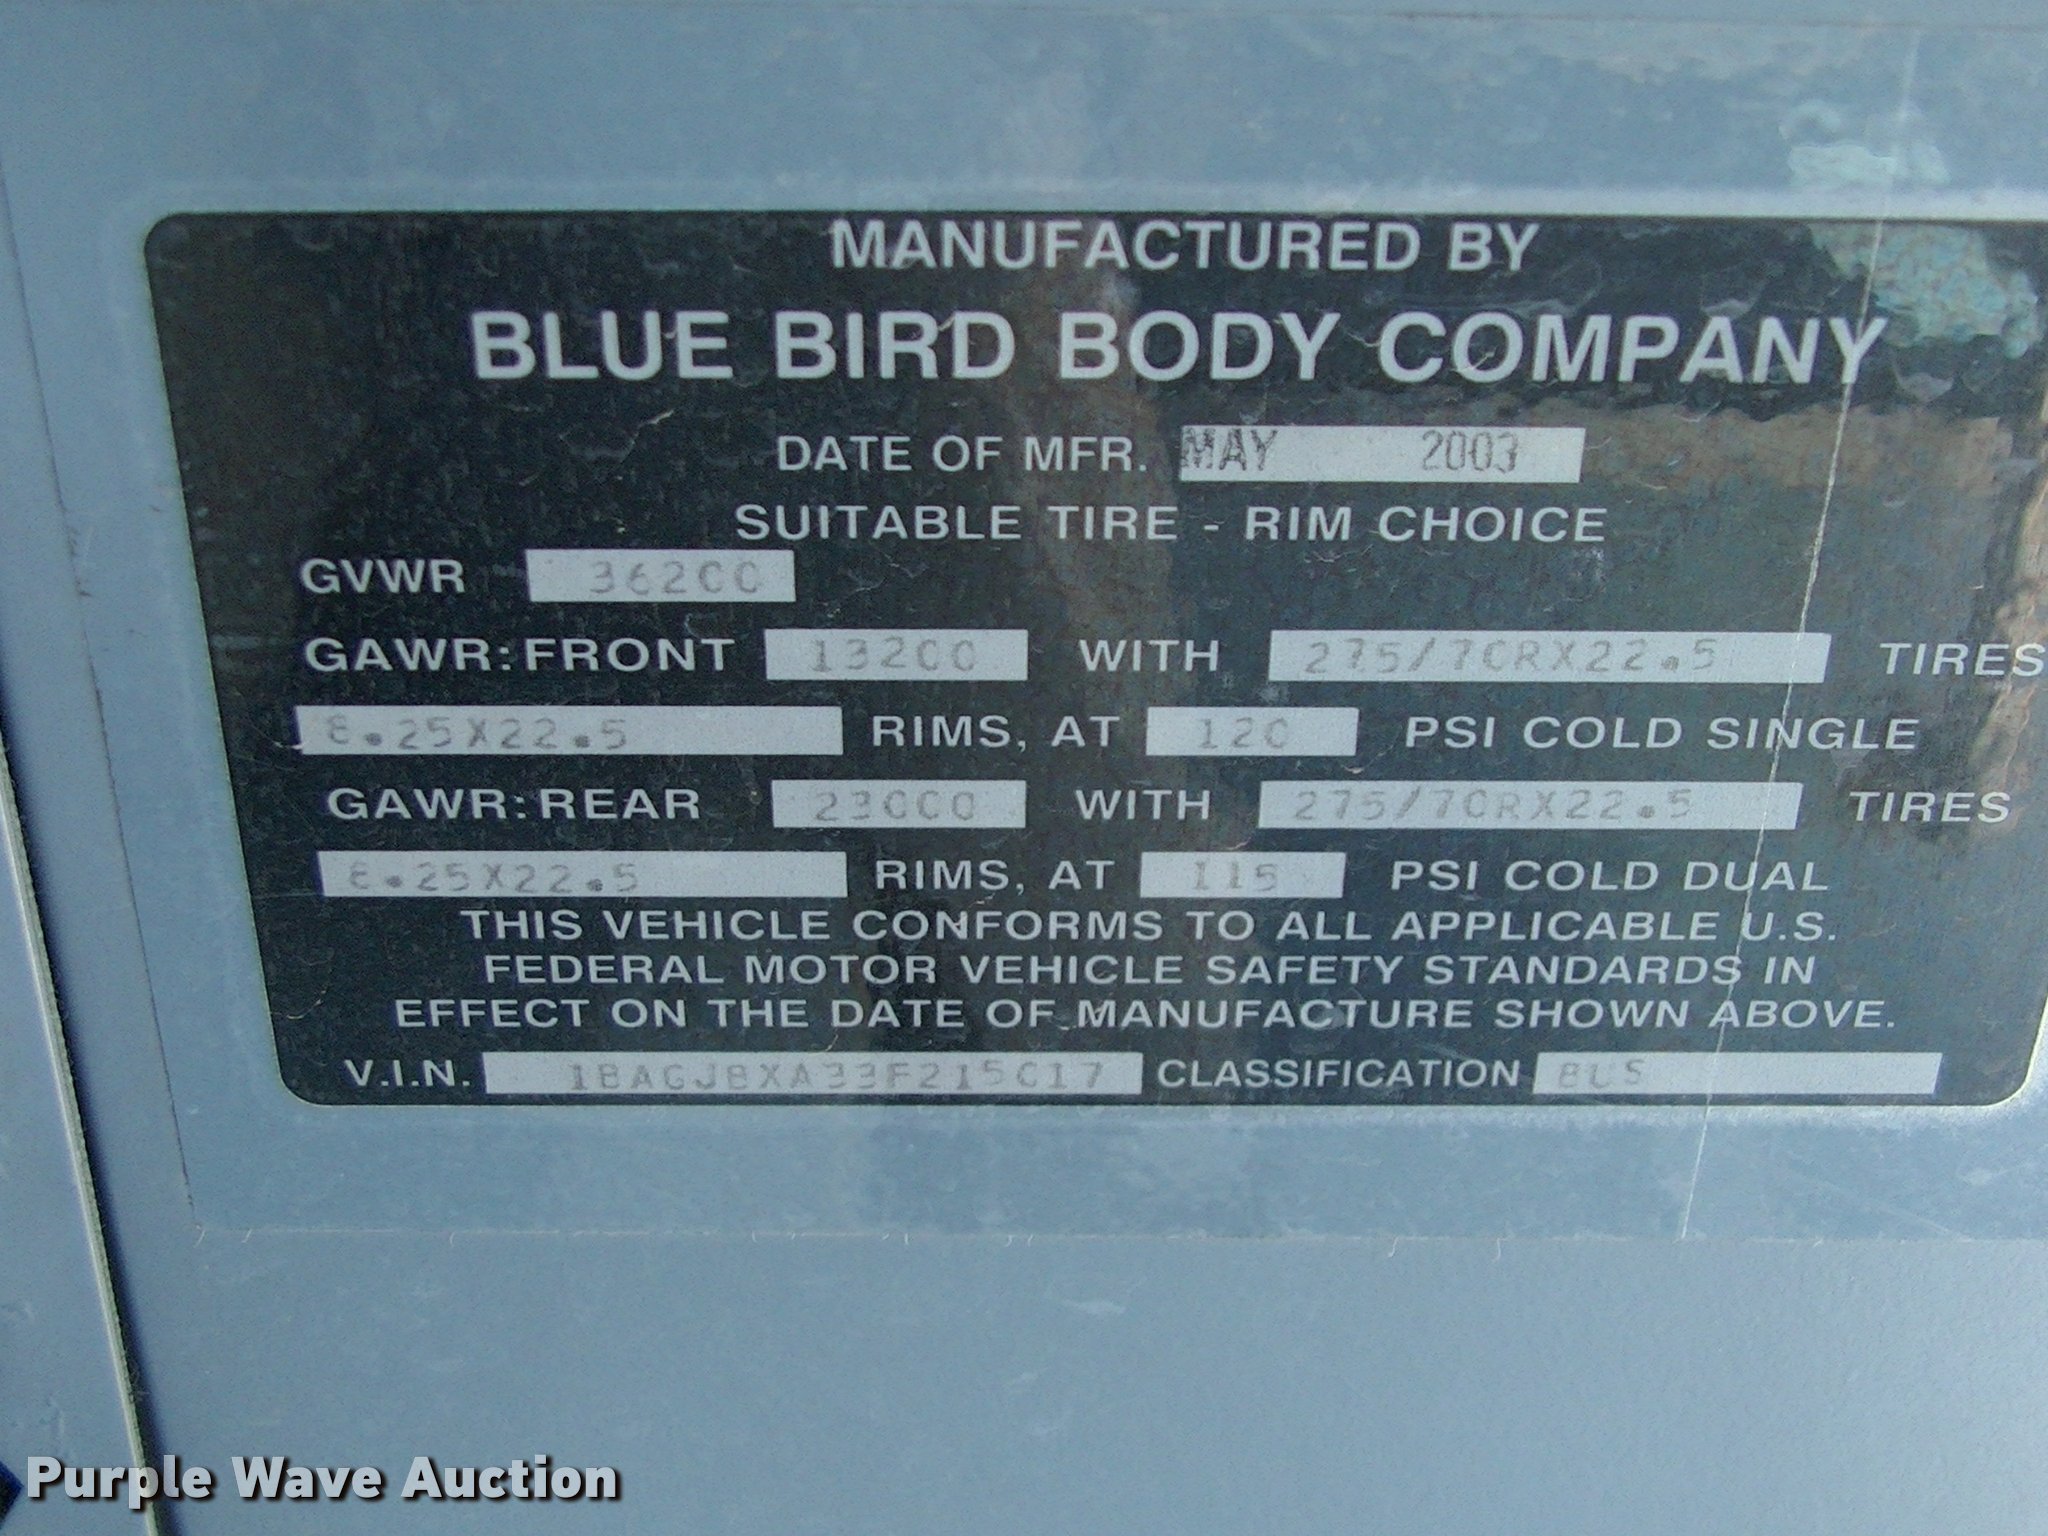 MANUFACTURED BY
BLUE BIRD BODY COMPANY
DATE OF MFR. MAY 2003
SUITABLE TIRE - RIM CHOICE
GVWR 36200
GAWR: FRONT 13200 WITH 275/70RX22.5 TIRES
8.25X22.5 RIMS, AT 120 PSI COLD SINGLE
GAWR: REAR 23000 WITH 275/70RX22.5 TIRES
8.25X22.5 RIMS, AT 115 PSI COLD DUAL
THIS VEHICLE CONFORMS TO ALL APPLICABLE U.S.
FEDERAL MOTOR VEHICLE SAFETY STANDARDS IN
EFFECT ON THE DATE OF MANUFACTURE SHOWN ABOVE.
V.I.N. 1BAGJBXA33F215017 CLASSIFICATION BUS
Purple Wave Auction